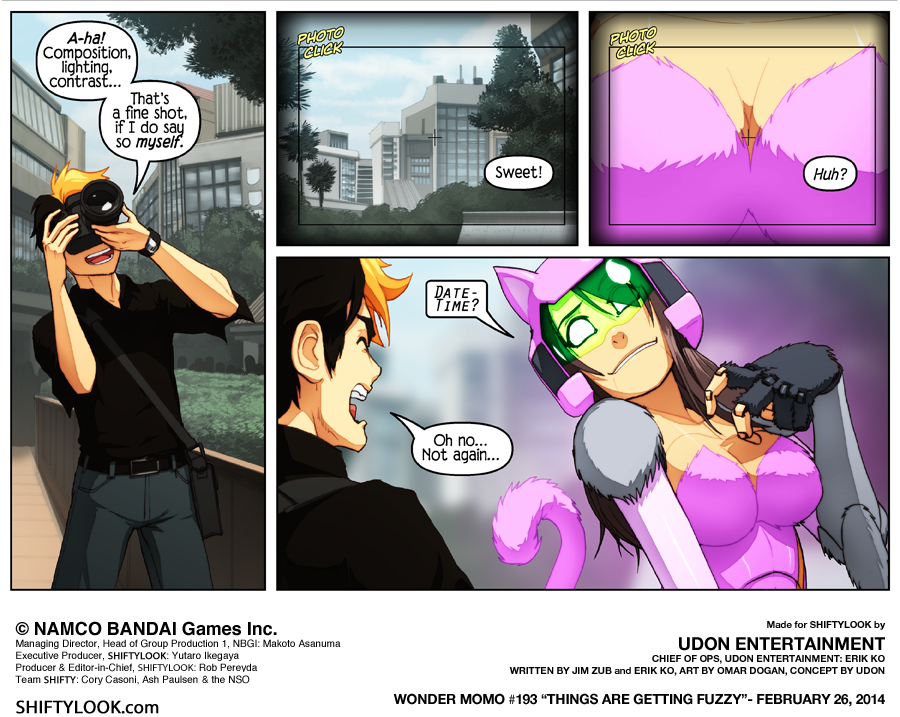 A-ha!
Composition,
lighting,
contrast...
That's
a fine shot,
if I do say
so myself.
PHOTO
CLICK
Sweet!
PHOTO
CLICK
Huh?
DATE-
TIME?
Oh no...
Not again...
© NAMCO BANDAI Games Inc.
Managing Director, Head of Group Production 1, NBGI: Makoto Asanuma
Executive Producer, SHIFTYLOOK: Yutaro Ikegaya
Producer & Editor-in-Chief, SHIFTYLOOK: Rob Pereyda
Team SHIFTY: Cory Casoni, Ash Paulsen & the NSO
SHIFTYLOOK.com
Made for SHIFTYLOOK by
UDON ENTERTAINMENT
CHIEF OF OPS, UDON ENTERTAINMENT: ERIK KO
WRITTEN BY JIM ZUB and ERIK KO, ART BY OMAR DOGAN, CONCEPT BY UDON
WONDER MOMO #193 “THINGS ARE GETTING FUZZY”- FEBRUARY 26, 2014